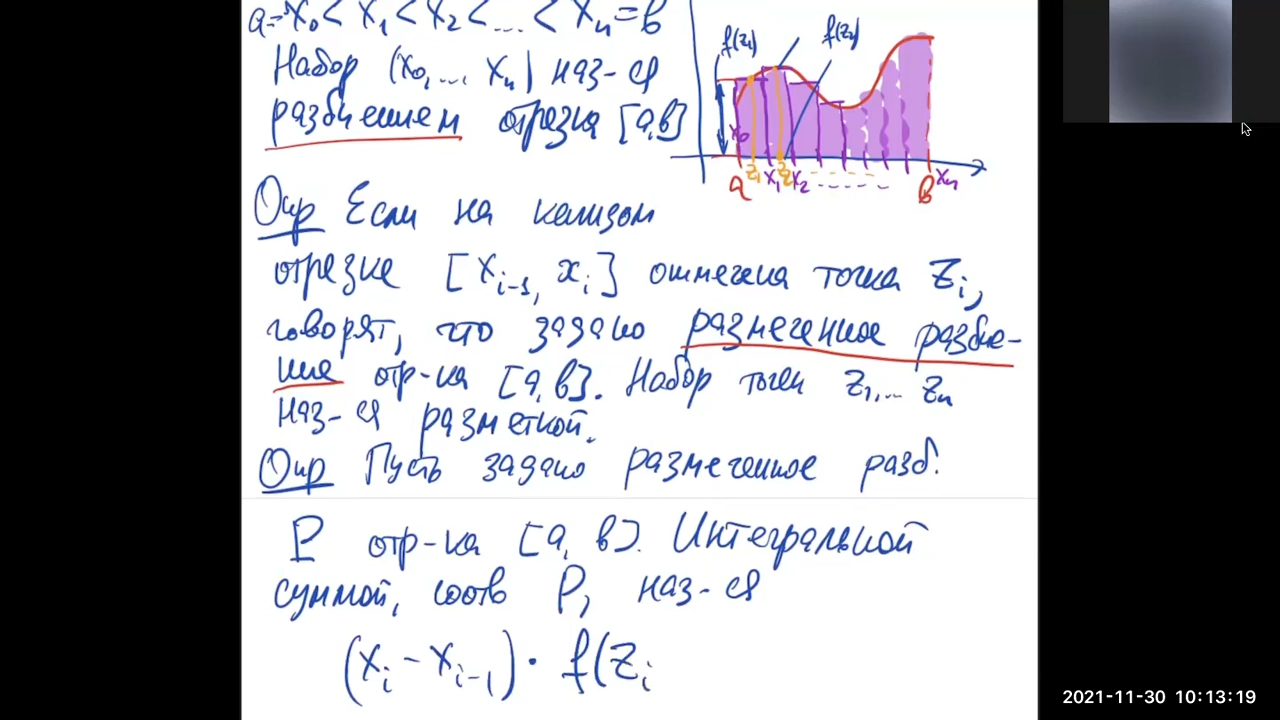 a = x₀ < x₁ < x₂ < ... < xₙ = b
Набор (x₀, ... xₙ) наз-ся
разбиением отрезка [a, b]
f(z₁) f(z₂)
x₀
z₁ x₁ z₂ x₂ xₙ
a b
Опр Если на каждом
отрезке [xᵢ₋₁, xᵢ] отмечена точка zᵢ,
говорят, что задано размеченное разбие-
ние отр-ка [a, b]. Набор точек z₁, ... zₙ
наз-ся разметкой.
Опр Пусть задано размеченное разб.
P отр-ка [a, b]. Интегральной
суммой, соотв P, наз-ся
(xᵢ - xᵢ₋₁) · f(zᵢ
2021-11-30 10:13:19